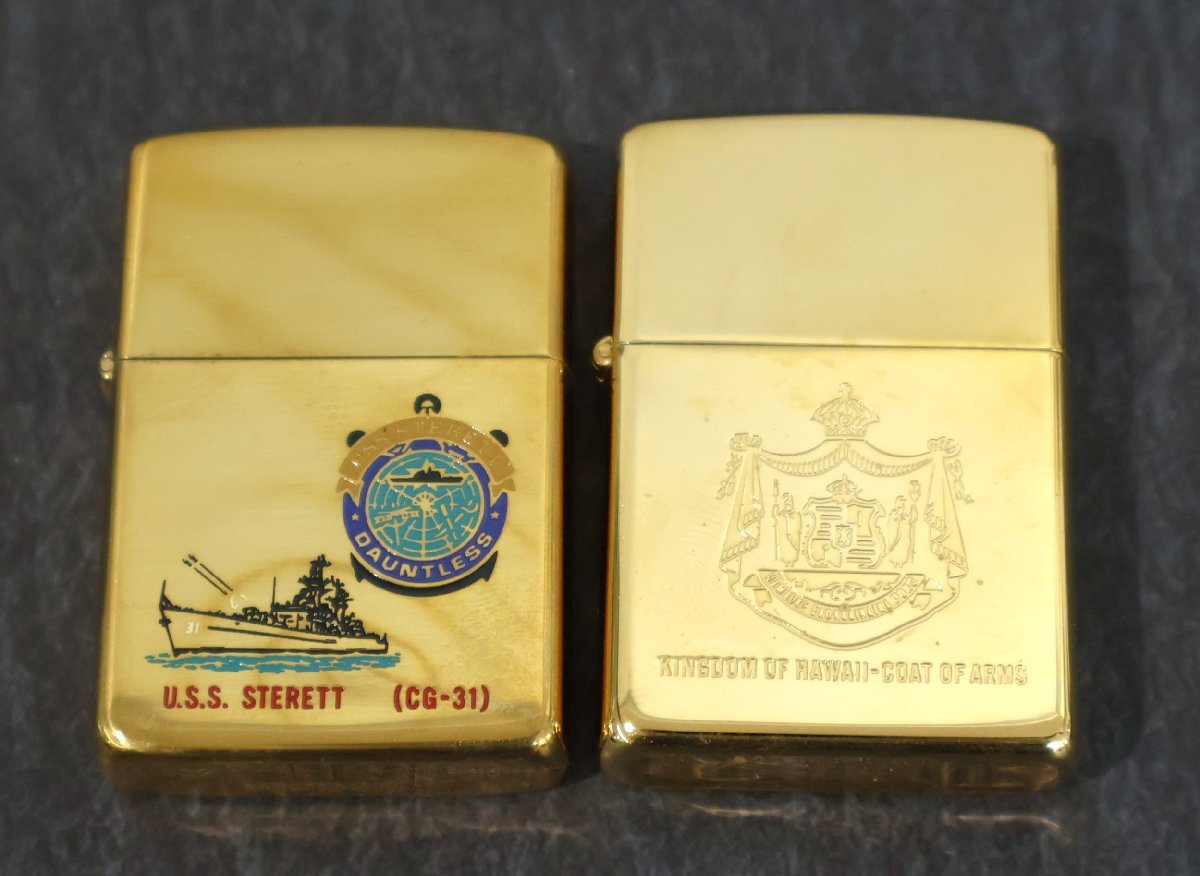 USS STERETT
DAUNTLESS
31
U.S.S. STERETT (CG-31)
KINGDOM OF HAWAII-COAT OF ARMS